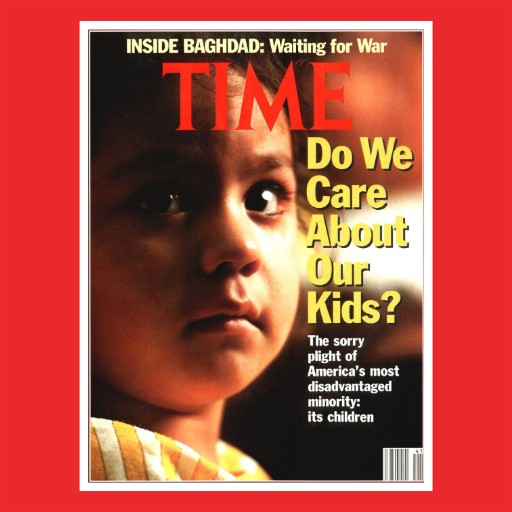 INSIDE BAGHDAD: Waiting for War
TIME
Do We
Care
About
Our
Kids?
The sorry
plight of
America's most
disadvantaged
minority:
its children
41